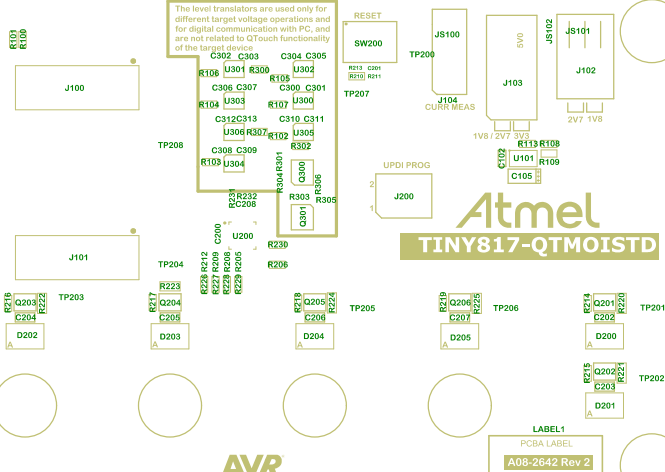 The level translators are used only for
different target voltage operations and
for digital communication with PC, and
are not related to QTouch functionality
of the target device
R101
R100
J100
C302 C303 C304 C305
R106 U301 R300 R105 U302
C306 C307 C300 C301
R104 U303 R107 U300
C312 C313 C310 C311
U306 R307 R102 U305
R302
C308 C309
R103 U304
R304 R301 Q300 R306
R303 R305
Q301
RESET
SW200
R213 C201
R210 R211
TP207
TP200
JS100
J104
CURR MEAS
5V0
J103
1V8 / 2V7 3V3
JS102
JS101
J102
2V7 1V8
R113 R108
C102 U101 R109
C105
TP208
UPDI PROG
2
1
J200
R231 R232
C208
C200 U200
R230
R206
Atmel
TINY817-QTMOISTD
J101
TP204
R212 R209 R208 R205
R226 R227 R228 R229
TP203
R223
R216 Q203 R222
C204
D202
A
R217 Q204
C205
D203
A
R218 Q205 R224
C206
D204
A
TP205
R219 Q206 R225
C207
D205
A
TP206
R214 Q201 R220
C202
D200
A
TP201
R215 Q202 R221
C203
D201
A
TP202
LABEL1
PCBA LABEL
A08-2642 Rev 2
AVR